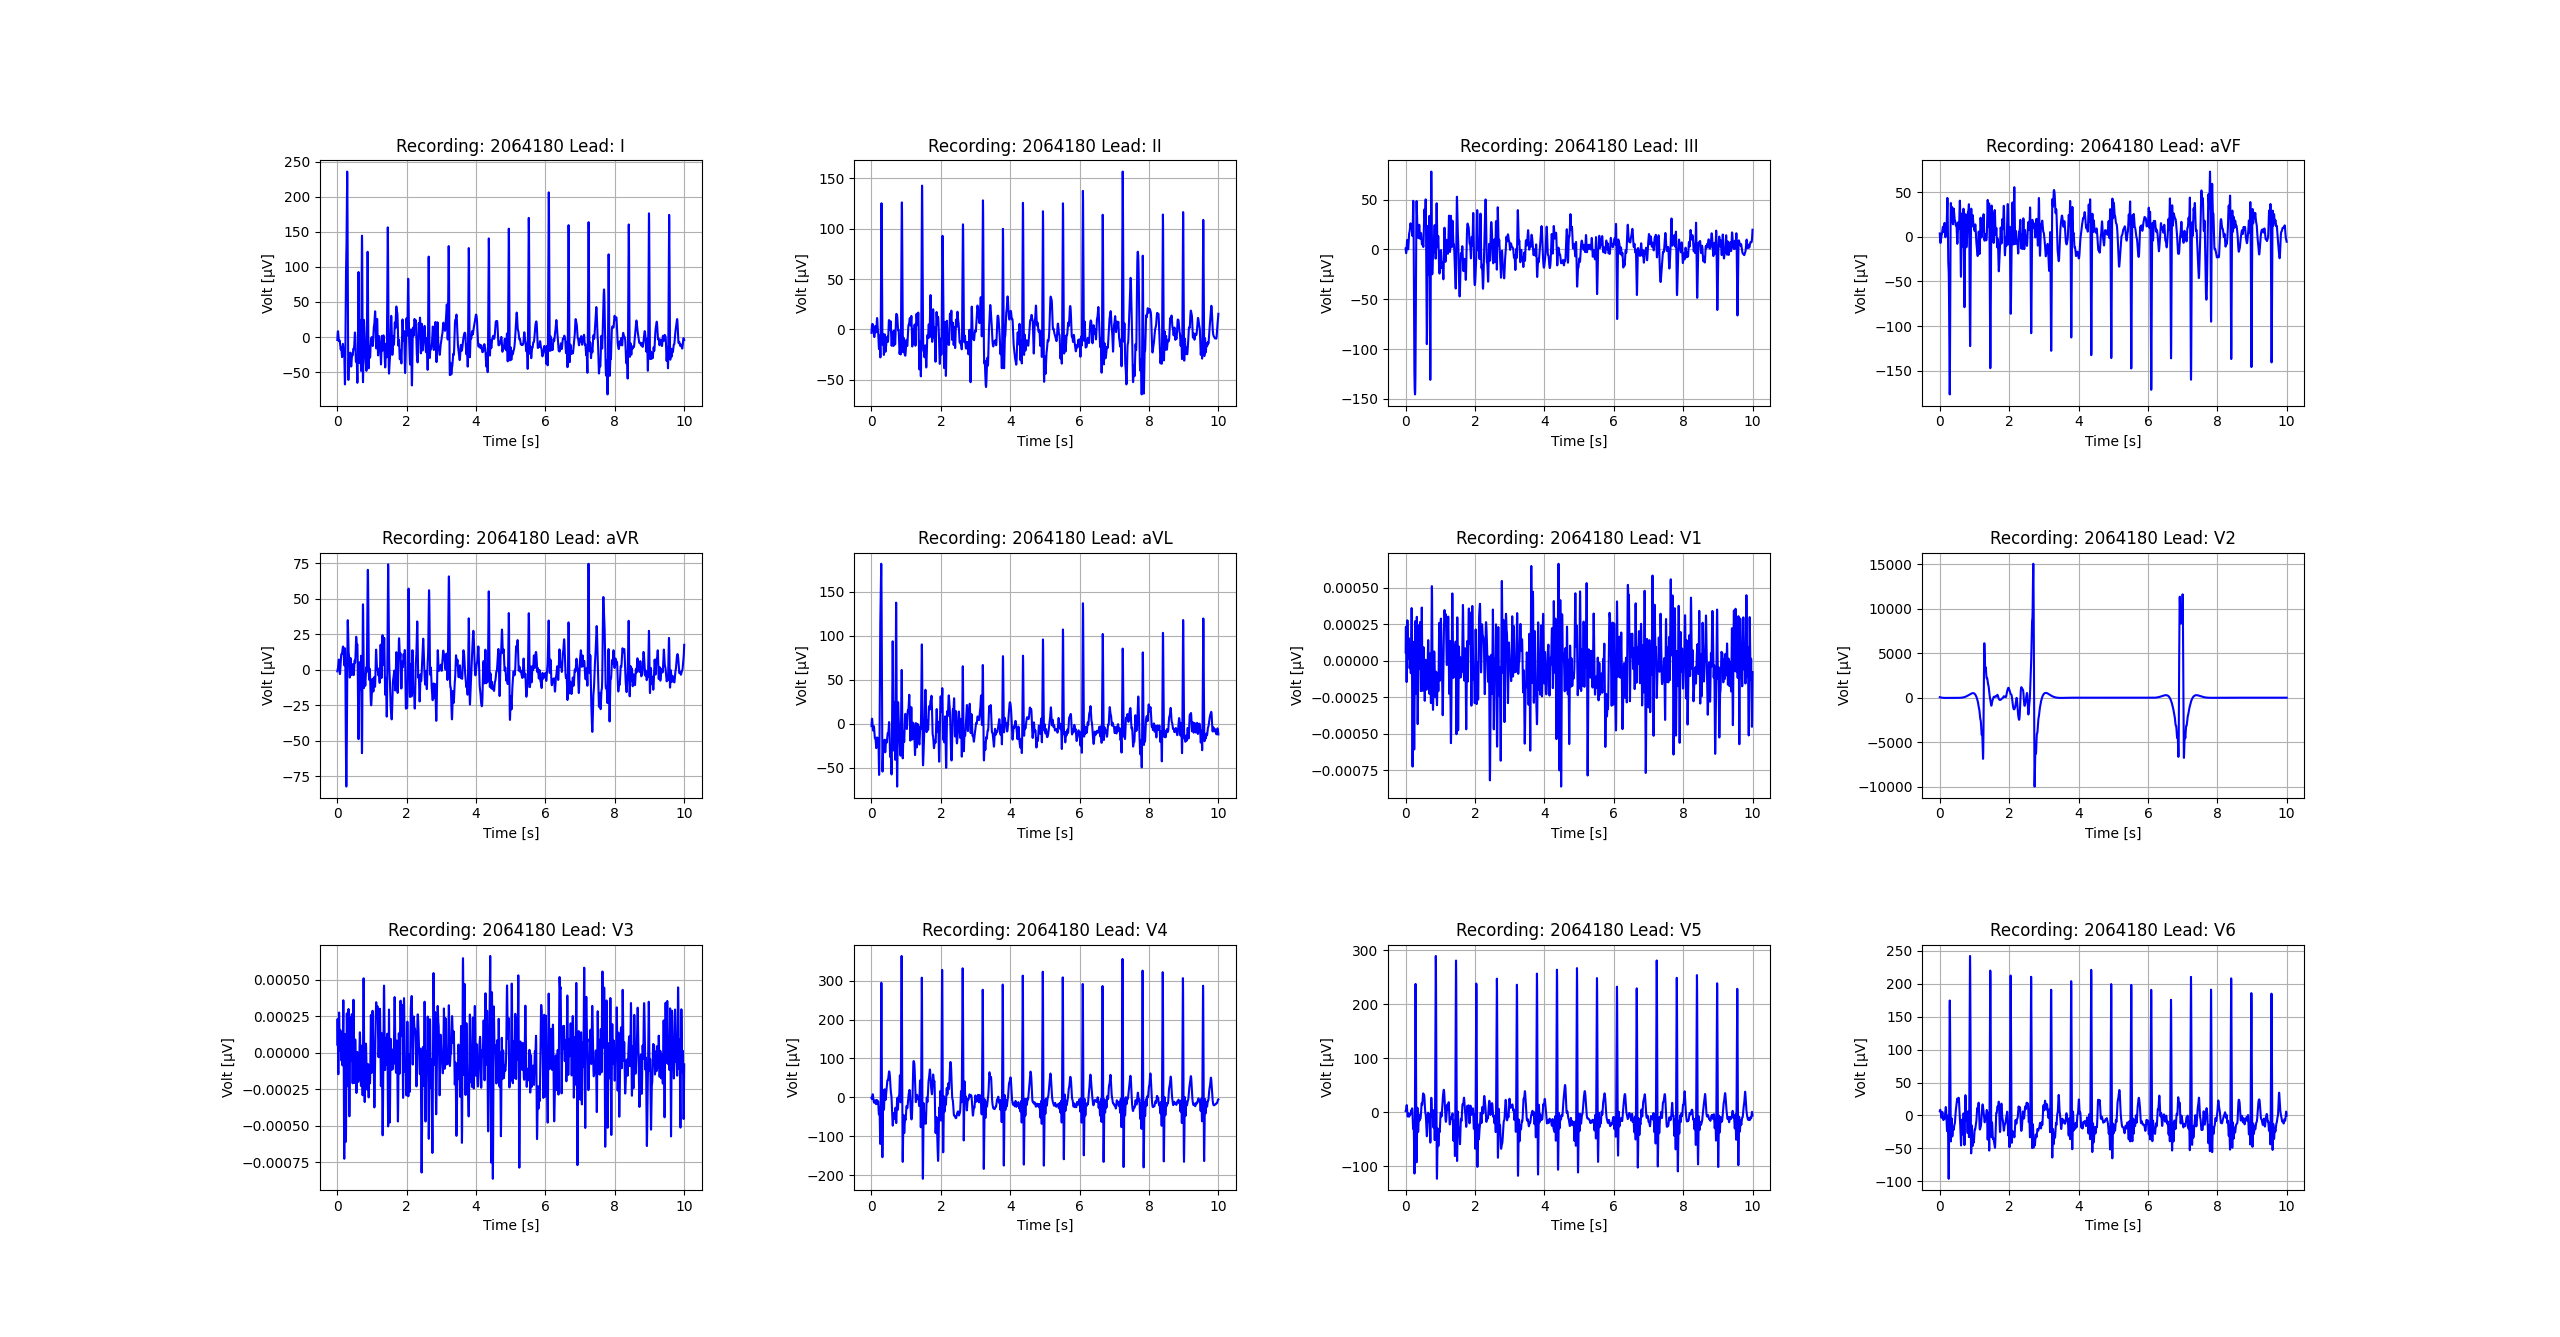 Recording: 2064180 Lead: I
250
200
150
100
50
0
−50
Volt [µV]
0 2 4 6 8 10
Time [s]
Recording: 2064180 Lead: II
150
100
50
0
−50
Volt [µV]
0 2 4 6 8 10
Time [s]
Recording: 2064180 Lead: III
50
0
−50
−100
−150
Volt [µV]
0 2 4 6 8 10
Time [s]
Recording: 2064180 Lead: aVF
50
0
−50
−100
−150
Volt [µV]
0 2 4 6 8 10
Time [s]
Recording: 2064180 Lead: aVR
75
50
25
0
−25
−50
−75
Volt [µV]
0 2 4 6 8 10
Time [s]
Recording: 2064180 Lead: aVL
150
100
50
0
−50
Volt [µV]
0 2 4 6 8 10
Time [s]
Recording: 2064180 Lead: V1
0.00050
0.00025
0.00000
−0.00025
−0.00050
−0.00075
Volt [µV]
0 2 4 6 8 10
Time [s]
Recording: 2064180 Lead: V2
15000
10000
5000
0
−5000
−10000
Volt [µV]
0 2 4 6 8 10
Time [s]
Recording: 2064180 Lead: V3
0.00050
0.00025
0.00000
−0.00025
−0.00050
−0.00075
Volt [µV]
0 2 4 6 8 10
Time [s]
Recording: 2064180 Lead: V4
300
200
100
0
−100
−200
Volt [µV]
0 2 4 6 8 10
Time [s]
Recording: 2064180 Lead: V5
300
200
100
0
−100
Volt [µV]
0 2 4 6 8 10
Time [s]
Recording: 2064180 Lead: V6
250
200
150
100
50
0
−50
−100
Volt [µV]
0 2 4 6 8 10
Time [s]